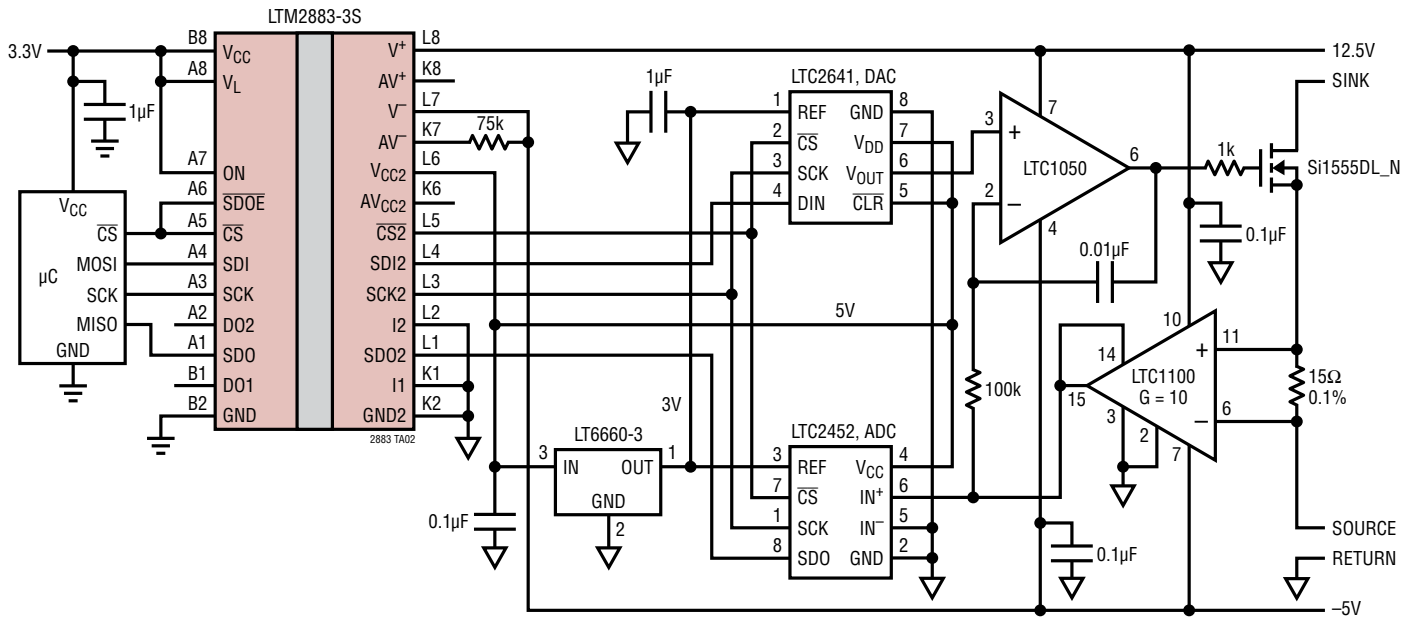 LTM2883-3S
3.3V
B8
VCC
A8
VL
1µF
A7
ON
A6
SDOE
A5
CS
A4
SDI
A3
SCK
A2
DO2
A1
SDO
B1
DO1
B2
GND
VCC
CS
MOSI
µC
SCK
MISO
GND
V+
L8
AV+
K8
V−
L7
AV−
K7
75k
VCC2
L6
AVCC2
K6
CS2
L5
SDI2
L4
SCK2
L3
I2
L2
SDO2
L1
I1
K1
GND2
K2
2883 TA02
0.1µF
1µF
LTC2641, DAC
1
REF
GND
8
2
CS
VDD
7
3
SCK
VOUT
6
4
DIN
CLR
5
5V
3V
LT6660-3
3
IN
OUT
1
GND
2
LTC2452, ADC
3
REF
VCC
4
7
CS
IN+
6
1
SCK
IN−
5
8
SDO
GND
2
3
+
7
LTC1050
6
2
−
4
0.01µF
100k
1k
12.5V
SINK
Si1555DL_N
0.1µF
10
14
+
11
LTC1100
G = 10
15
3
2
−
6
7
15Ω
0.1%
0.1µF
SOURCE
RETURN
−5V